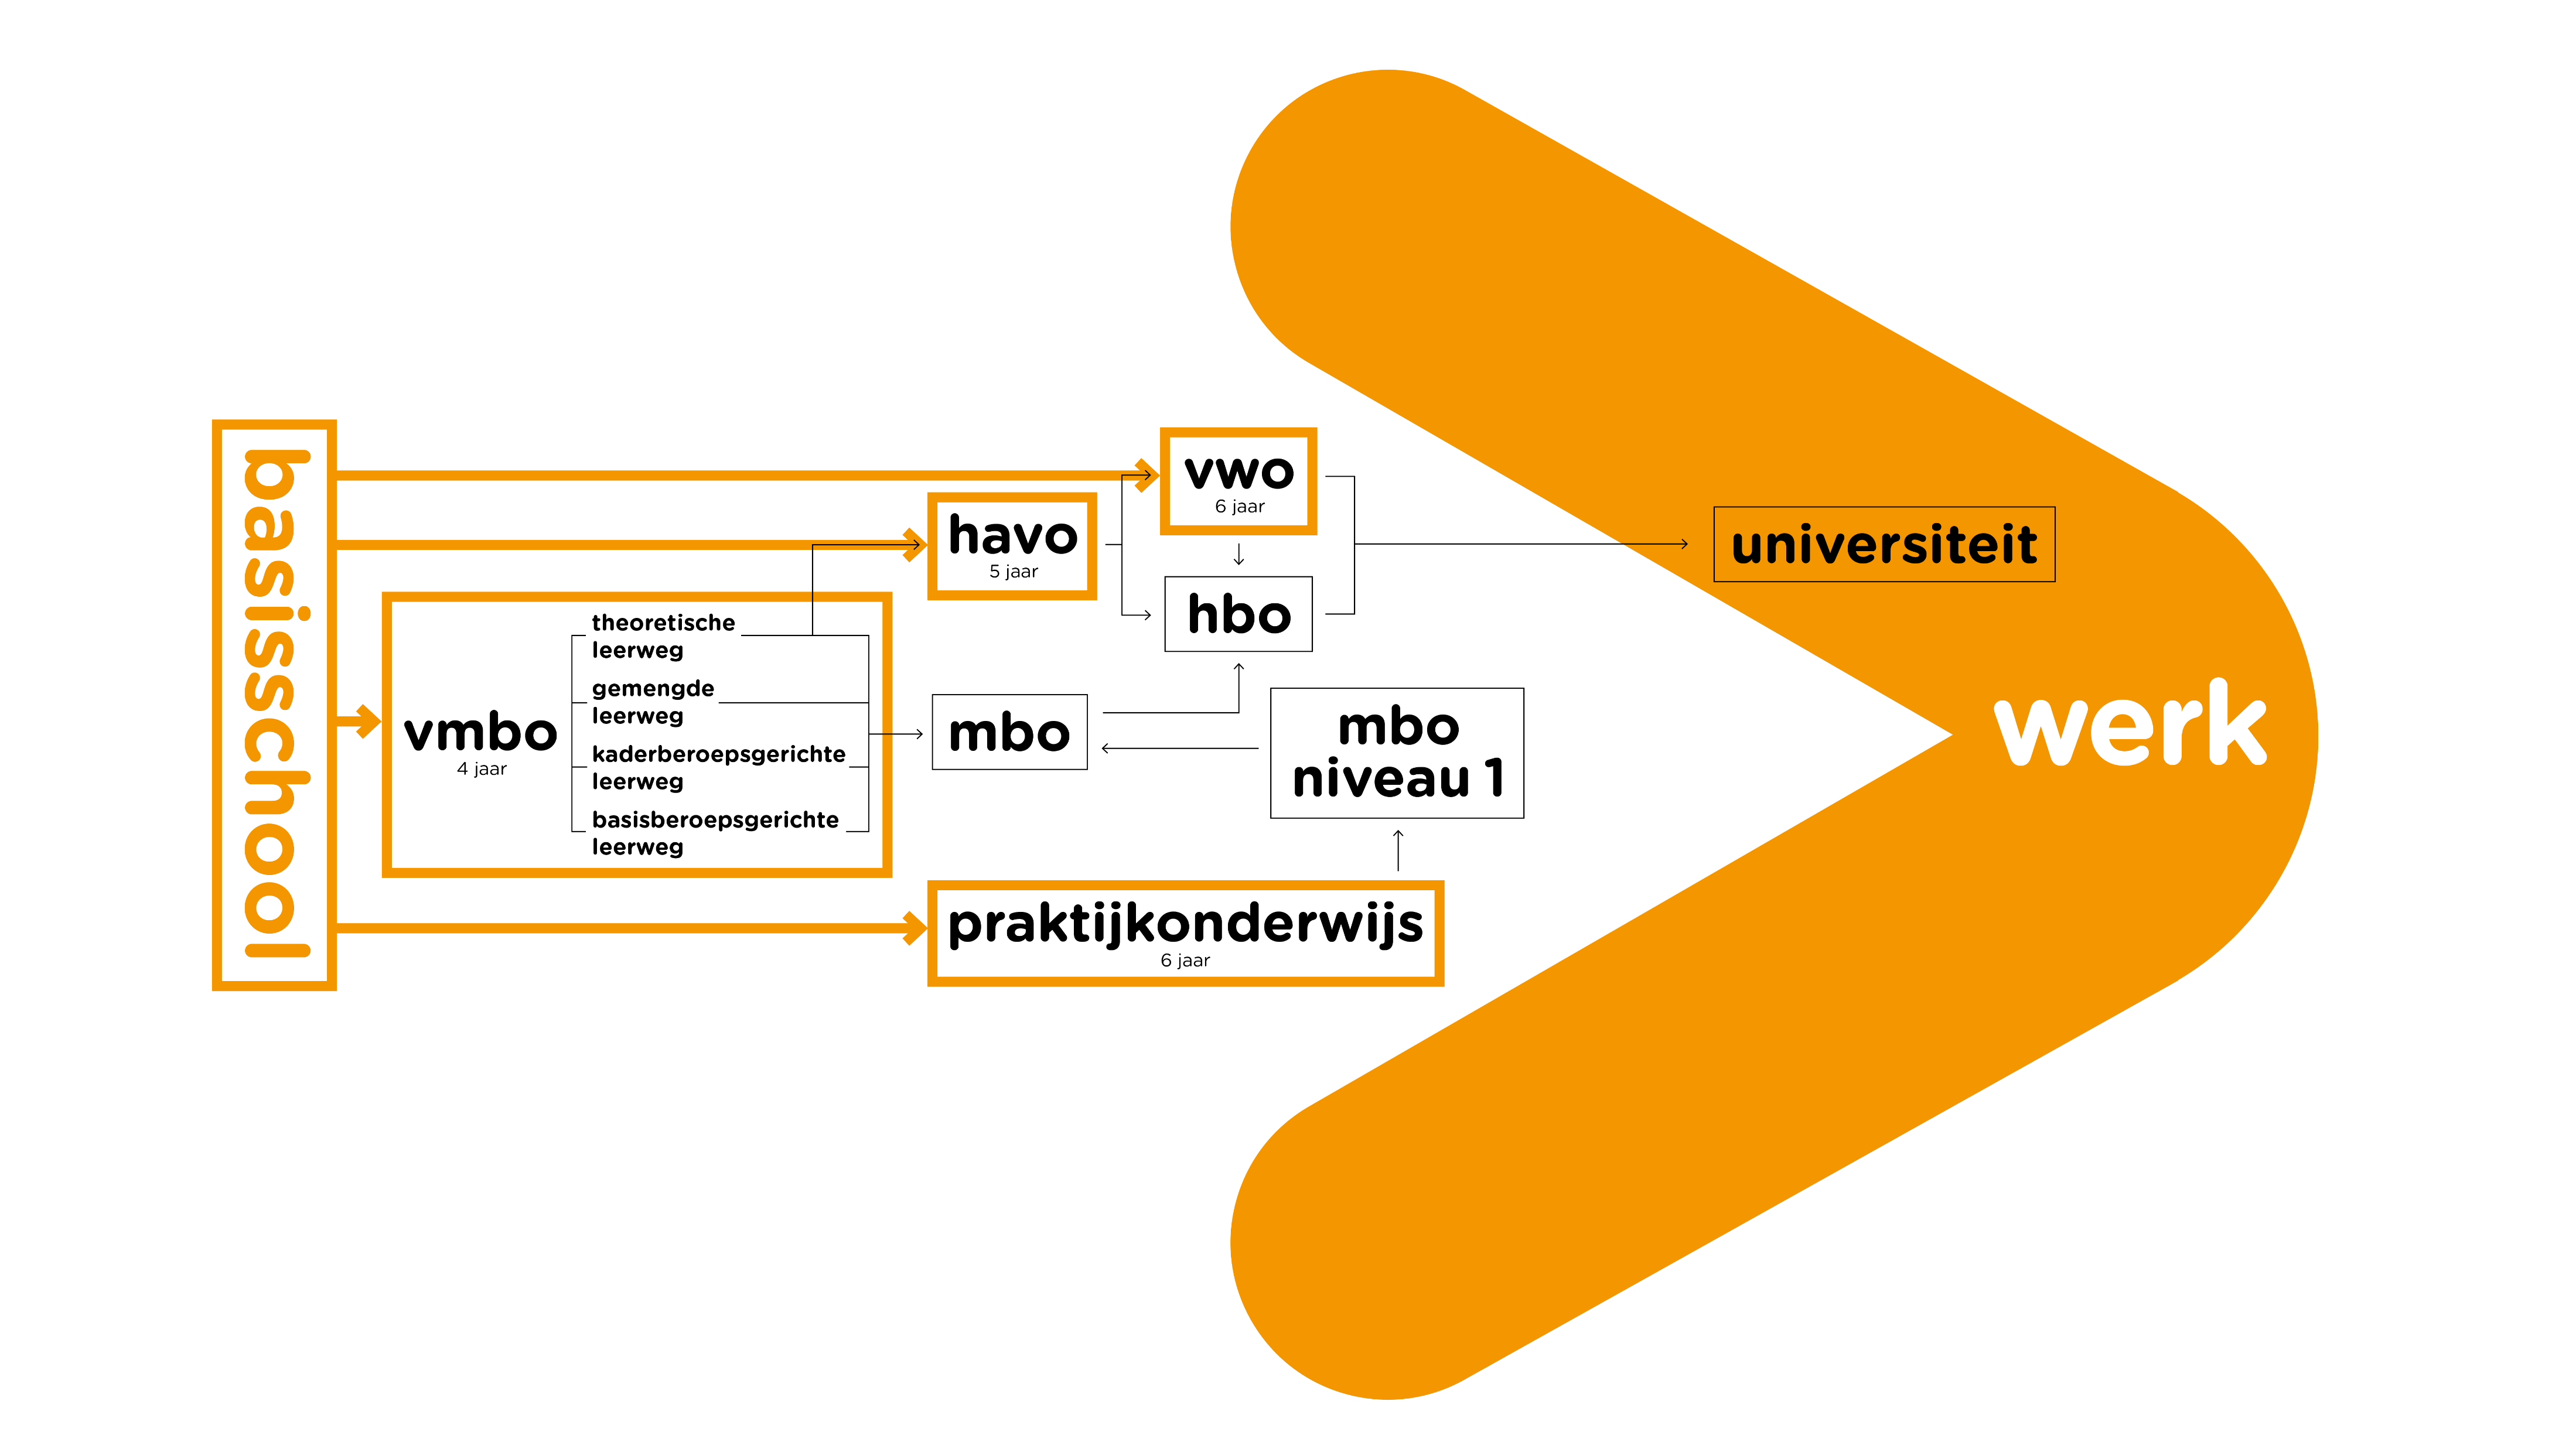 basisschool
vwo
6 jaar
havo
5 jaar
universiteit
hbo
vmbo
4 jaar
theoretische
leerweg
gemengde
leerweg
kaderberoepsgerichte
leerweg
basisberoepsgerichte
leerweg
mbo
mbo
niveau 1
werk
praktijkonderwijs
6 jaar